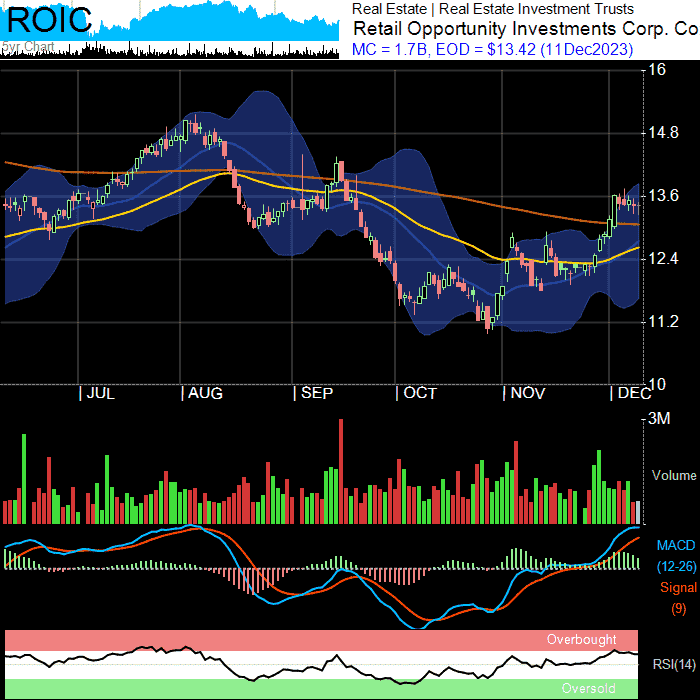 ROIC
5yr Chart
Real Estate | Real Estate Investment Trusts
Retail Opportunity Investments Corp. Co
MC = 1.7B, EOD = $13.42 (11Dec2023)
16
14.8
13.6
12.4
11.2
10
| JUL | AUG | SEP | OCT | NOV | DEC
3M
Volume
MACD
(12-26)
Signal
(9)
Overbought
RSI(14)
Oversold